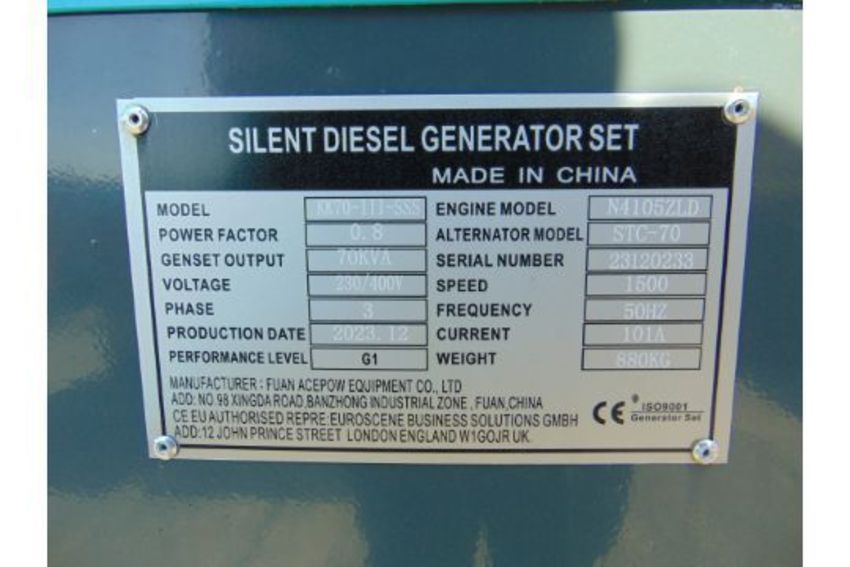 SILENT DIESEL GENERATOR SET
MADE IN CHINA
MODEL ENGINE MODEL N4105ZLD
POWER FACTOR 0.8 ALTERNATOR MODEL STC-70
GENSET OUTPUT 70KVA SERIAL NUMBER 23120233
VOLTAGE 230/400V SPEED 1500
PHASE 3 FREQUENCY 50HZ
PRODUCTION DATE 2023.12 CURRENT 101A
PERFORMANCE LEVEL G1 WEIGHT 880KG
MANUFACTURER : FUAN ACEPOW EQUIPMENT CO., LTD
ADD: NO.98 XINGDA ROAD,BANZHONG INDUSTRIAL ZONE , FUAN,CHINA
CE EU AUTHORISED REPRE: EUROSCENE BUSINESS SOLUTIONS GMBH
ADD:12 JOHN PRINCE STREET LONDON ENGLAND W1GOJR UK.
CE ® ISO9001
Generator Set